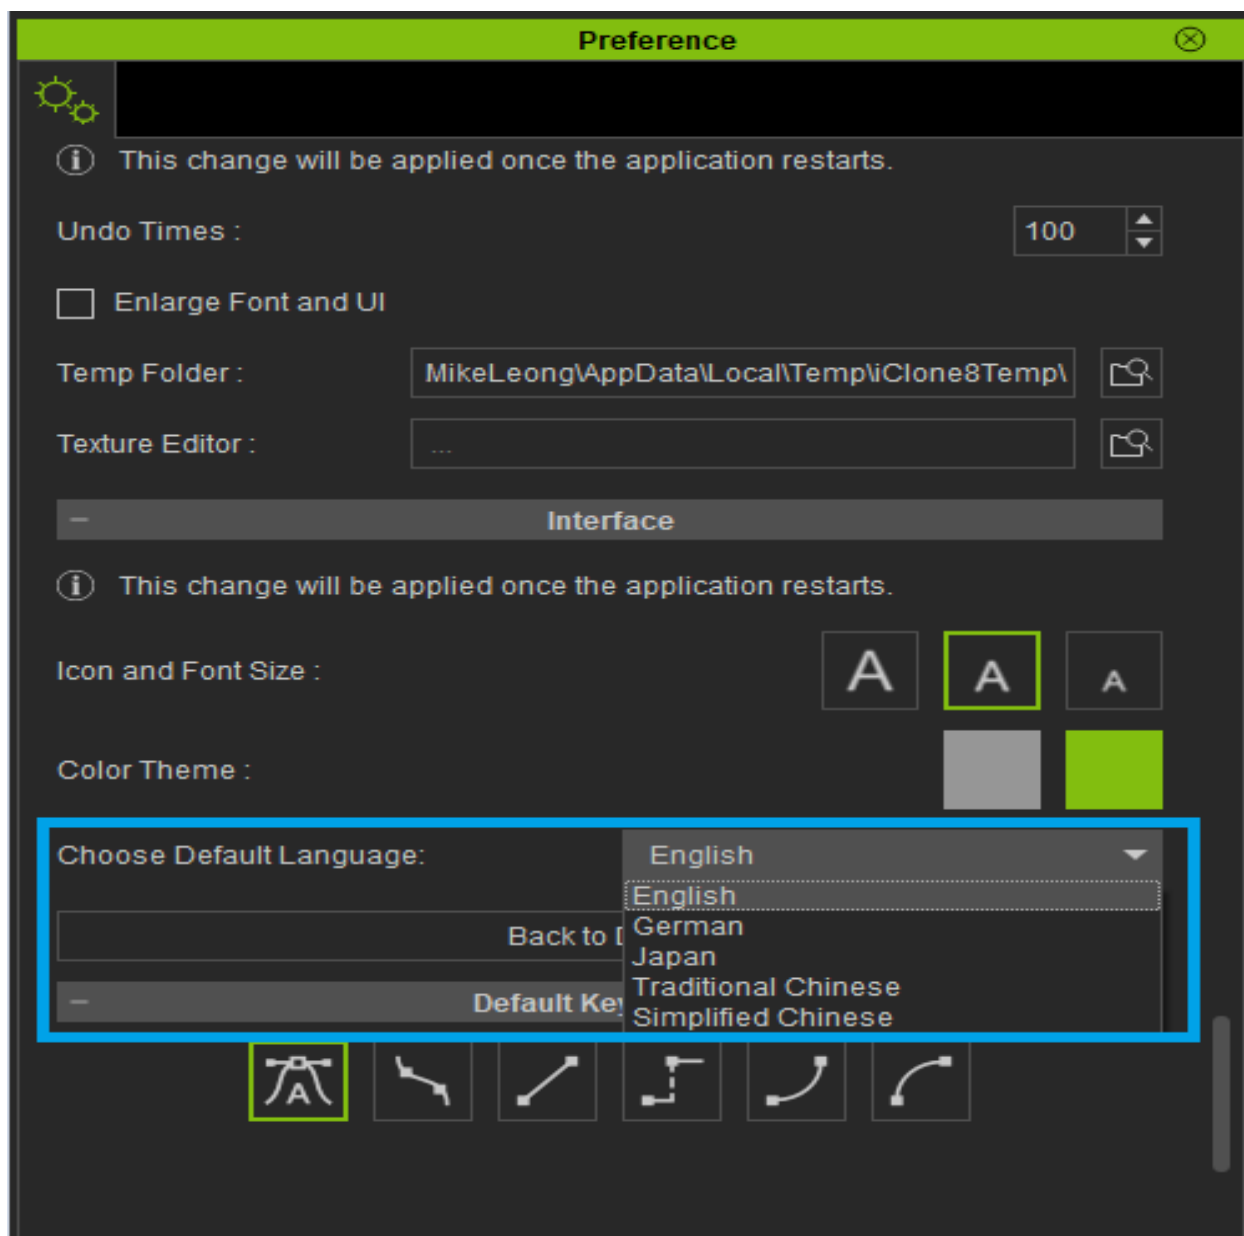 Preference
This change will be applied once the application restarts.
Undo Times : 100
Enlarge Font and UI
Temp Folder : MikeLeong\AppData\Local\Temp\iClone8Temp\
Texture Editor : ...
Interface
This change will be applied once the application restarts.
Icon and Font Size : A A A
Color Theme :
Choose Default Language: English
English
Back to D German
Japan
Traditional Chinese
Default Key Simplified Chinese
A